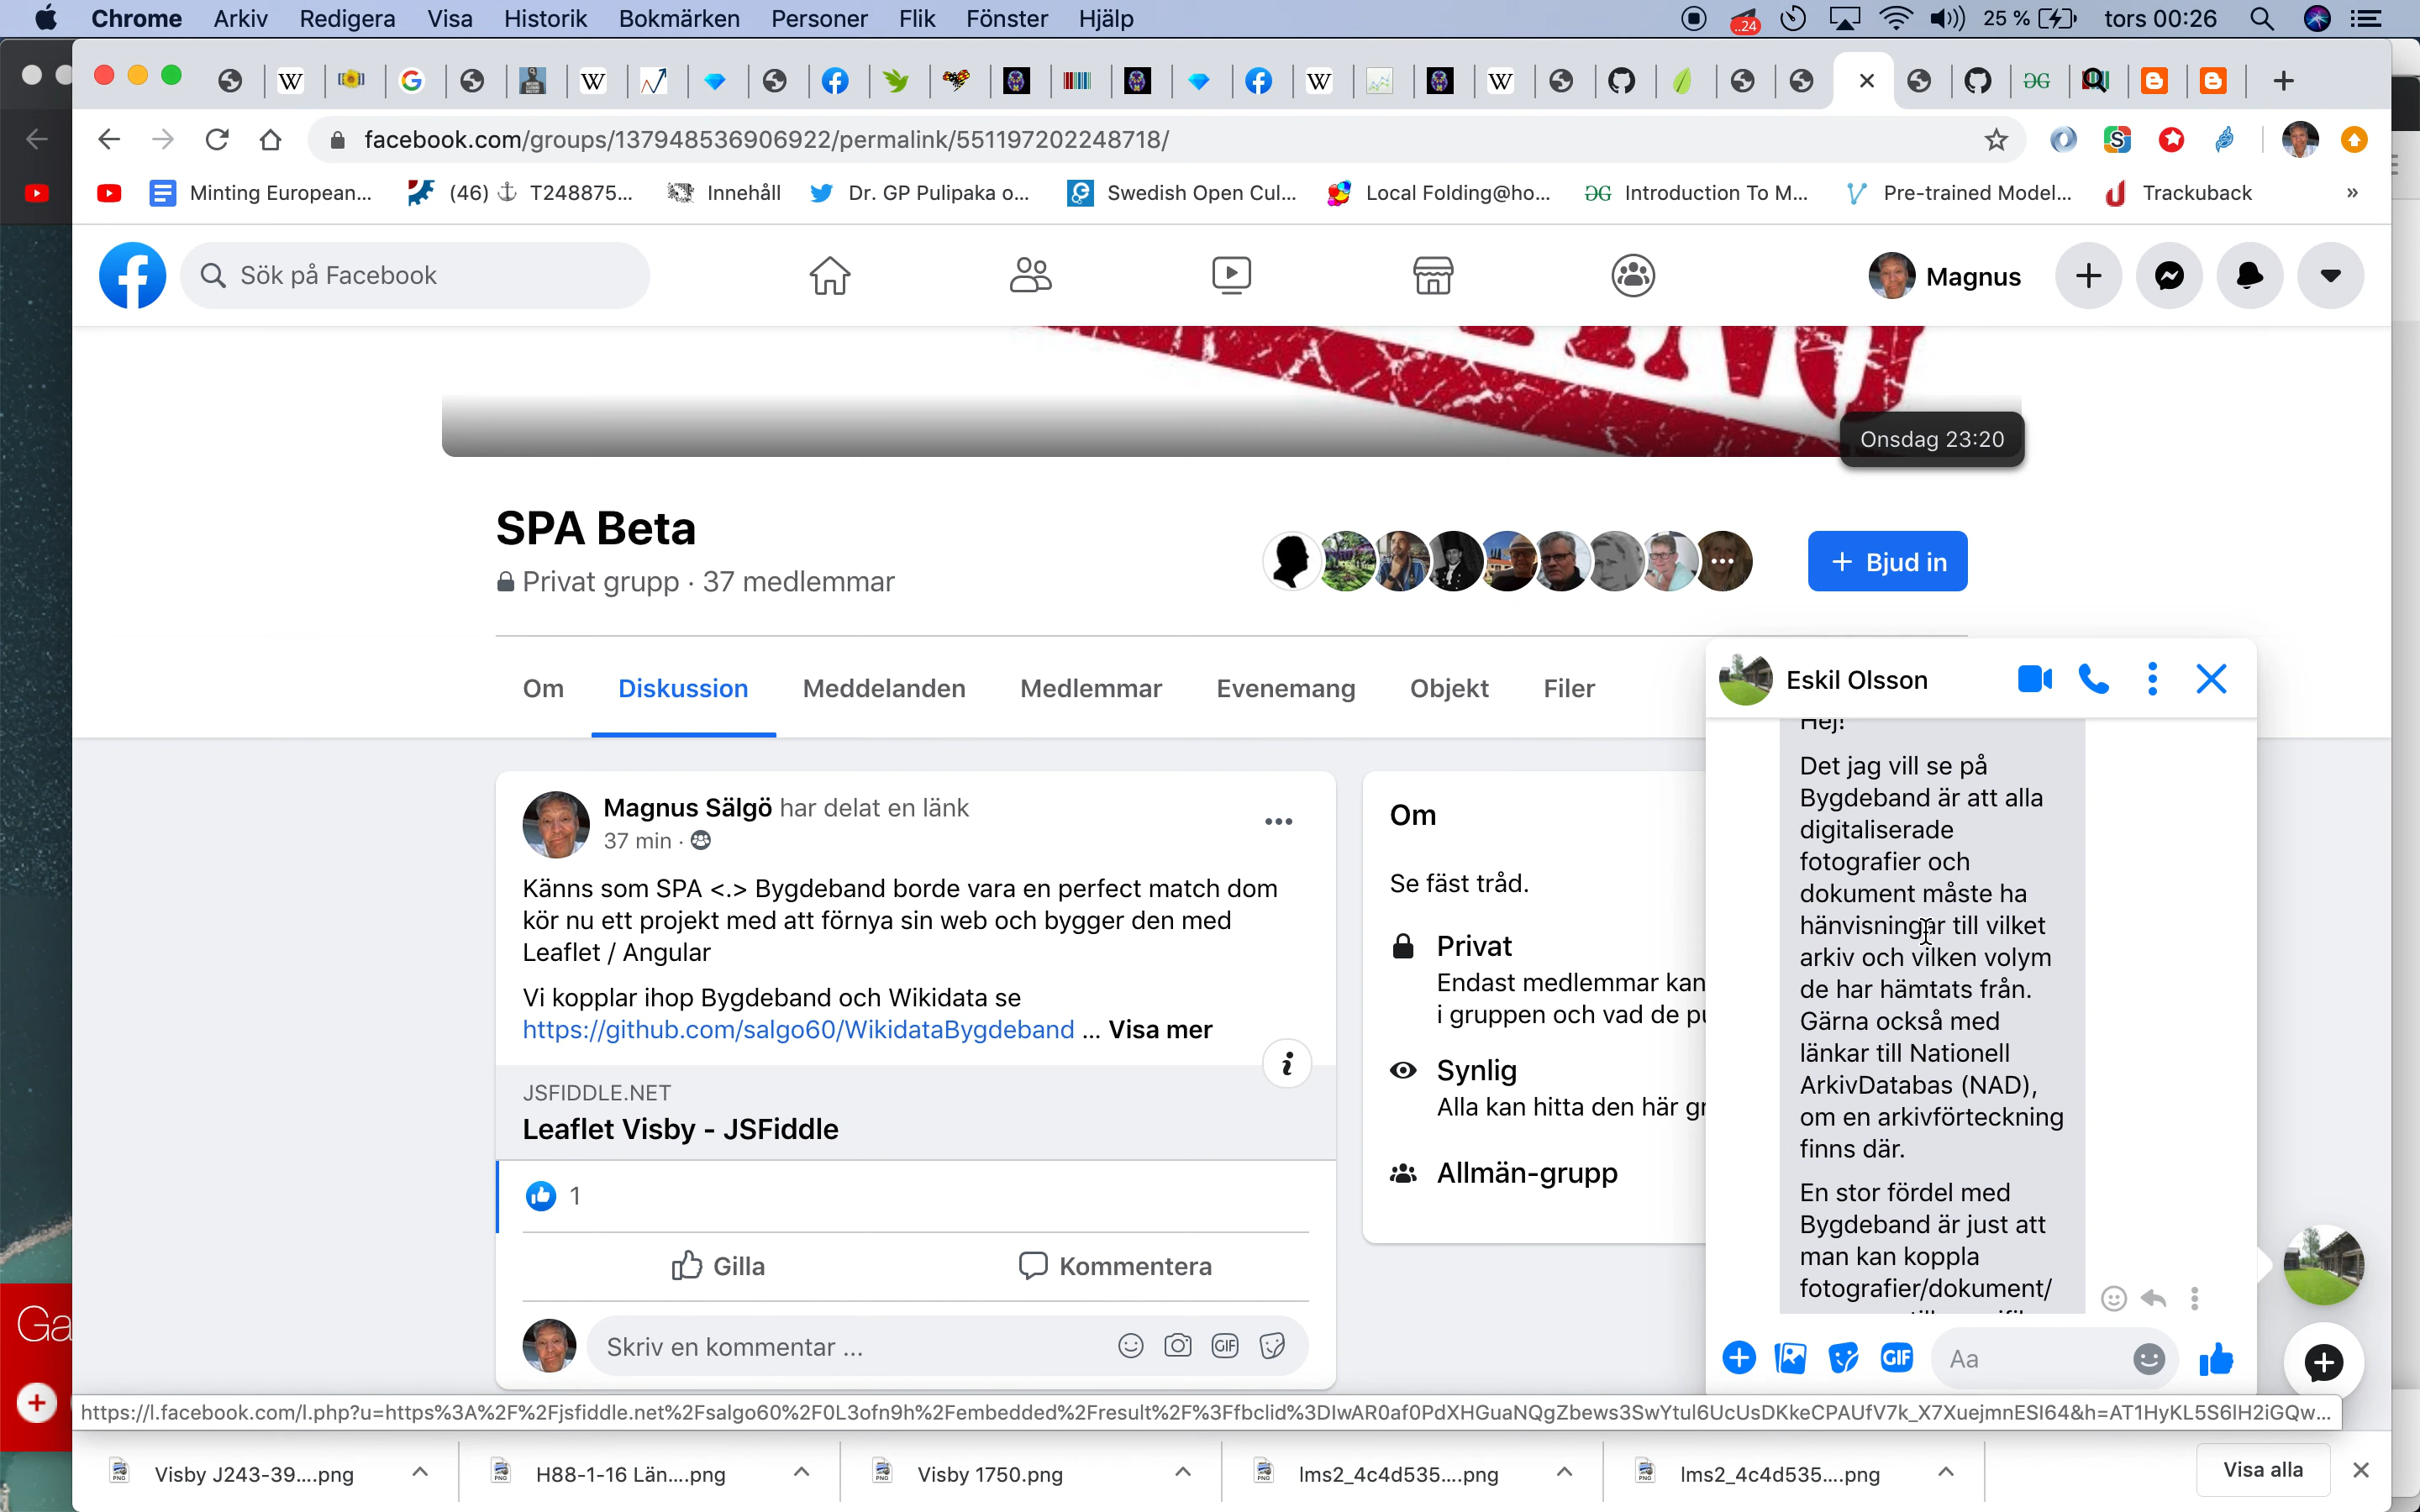 Chrome Arkiv Redigera Visa Historik Bokmärken Personer Flik Fönster Hjälp
..24
25 %
tors 00:26
facebook.com/groups/137948536906922/permalink/551197202248718/
Minting European...
(46) ⚓ T248875...
Innehåll
Dr. GP Pulipaka o...
Swedish Open Cul...
Local Folding@ho...
Introduction To M...
Pre-trained Model...
Trackuback
»
Sök på Facebook
Magnus
Onsdag 23:20
SPA Beta
Privat grupp · 37 medlemmar
+ Bjud in
Om Diskussion Meddelanden Medlemmar Evenemang Objekt Filer
Magnus Sälgö har delat en länk
37 min ·
Känns som SPA <.> Bygdeband borde vara en perfect match dom
kör nu ett projekt med att förnya sin web och bygger den med
Leaflet / Angular
Vi kopplar ihop Bygdeband och Wikidata se
https://github.com/salgo60/WikidataBygdeband ... Visa mer
JSFIDDLE.NET
Leaflet Visby - JSFiddle
1
Gilla
Kommentera
Skriv en kommentar ...
GIF
Om
Se fäst tråd.
Privat
Endast medlemmar kan
i gruppen och vad de pu
Synlig
Alla kan hitta den här gr
Allmän-grupp
Eskil Olsson
Hej!
Det jag vill se på
Bygdeband är att alla
digitaliserade
fotografier och
dokument måste ha
hänvisningar till vilket
arkiv och vilken volym
de har hämtats från.
Gärna också med
länkar till Nationell
ArkivDatabas (NAD),
om en arkivförteckning
finns där.
En stor fördel med
Bygdeband är just att
man kan koppla
fotografier/dokument/
GIF
Aa
Ga
https://l.facebook.com/l.php?u=https%3A%2F%2Fjsfiddle.net%2Fsalgo60%2F0L3ofn9h%2Fembedded%2Fresult%2F%3Ffbclid%3DIwAR0af0PdXHGuaNQgZbews3SwYtul6UcUsDKkeCPAUfV7k_X7XuejmnESI64&h=AT1HyKL5S6lH2iGQw...
Visby J243-39....png
H88-1-16 Län....png
Visby 1750.png
lms2_4c4d535....png
lms2_4c4d535....png
Visa alla